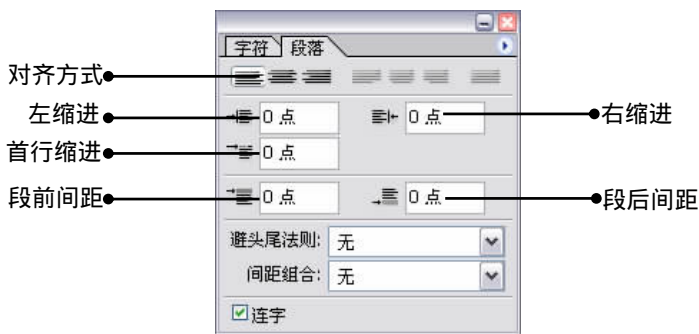 字符 段落
对齐方式
左缩进 0 点 0 点 右缩进
首行缩进 0 点
段前间距 0 点 0 点 段后间距
避头尾法则: 无
间距组合: 无
连字